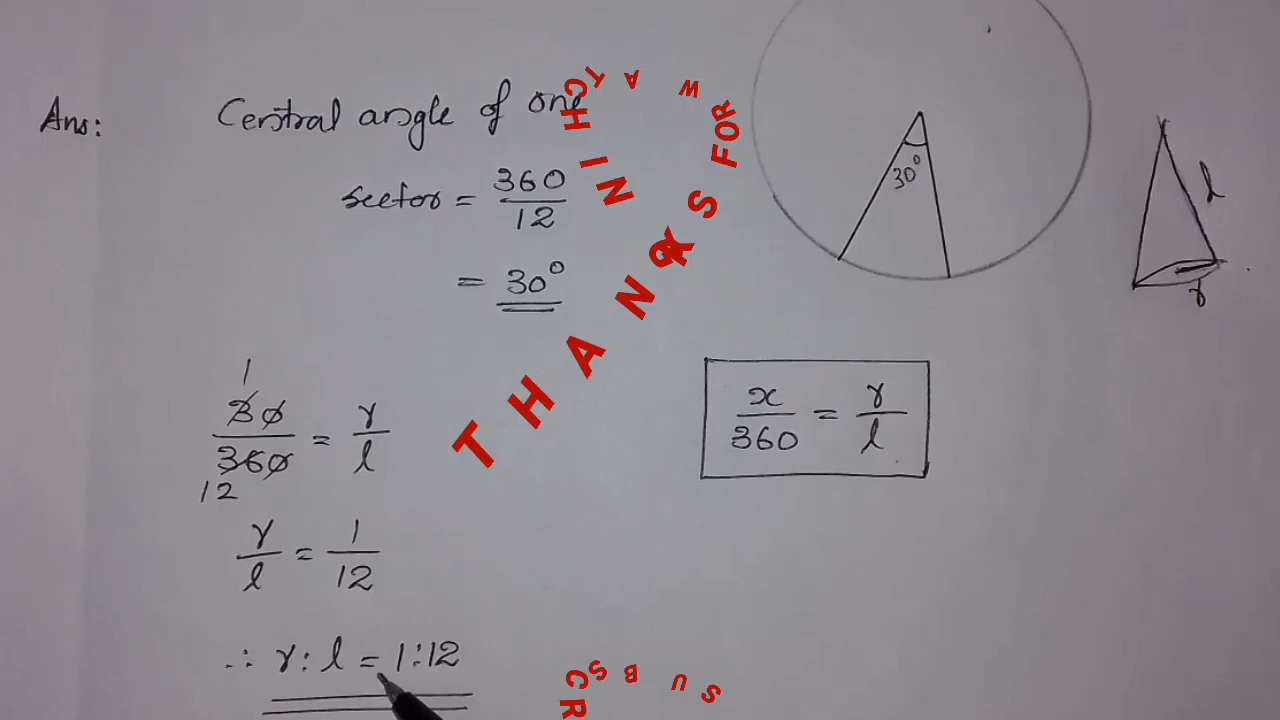 Ans: Central angle of one
sector = 360/12
= 30°
30/360 = r/l
1
12
r/l = 1/12
∴ r : l = 1:12
30°
l
r
x/360 = r/l
THANKS FOR WATCHIN
SUBSCR